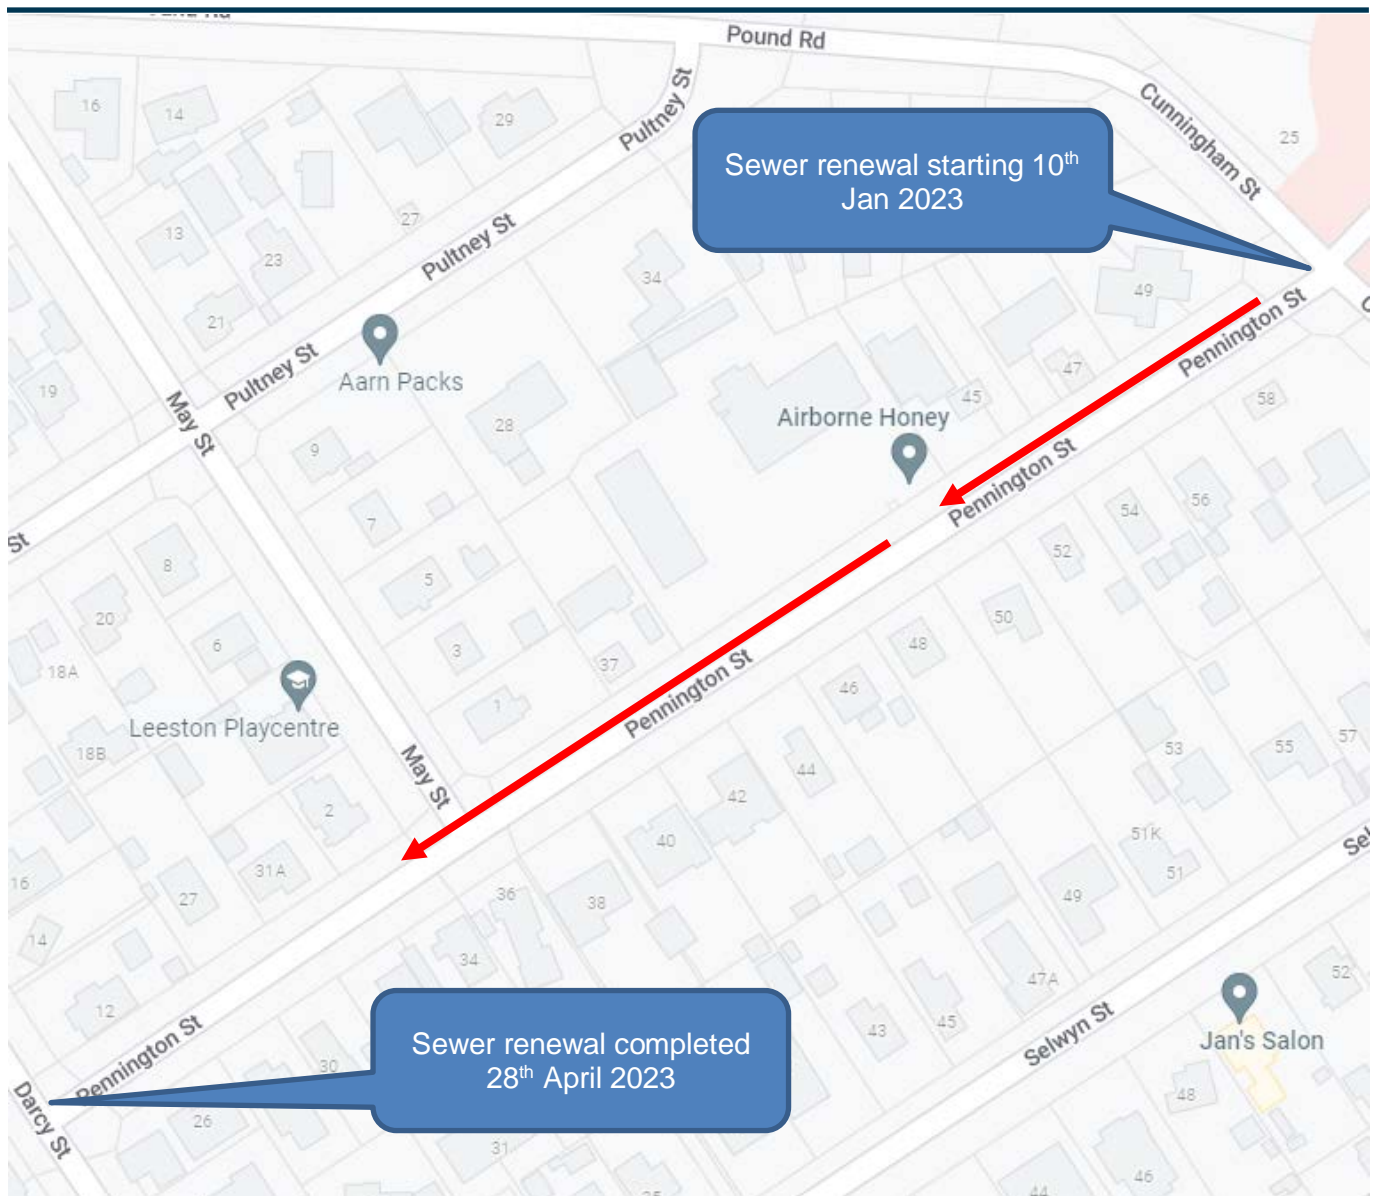 Pound Rd
16
14
29
Pultney St
Cunningham St
25
Sewer renewal starting 10th
Jan 2023
27
Pultney St
13
23
34
49
21
Pennington St
Aarn Packs
Pultney St
47
19
45
58
May St
Airborne Honey
28
9
Pennington St
56
54
7
St
52
8
5
20
50
6
3
48
18A
37
Pennington St
46
1
Leeston Playcentre
57
18B
53
55
May St
44
42
2
51K
40
Sel
31A
51
16
36
49
27
38
14
34
47A
52
12
Selwyn St
45
43
Jan's Salon
Pennington St
Sewer renewal completed
28th April 2023
30
48
Darcy St
26
31
46
44